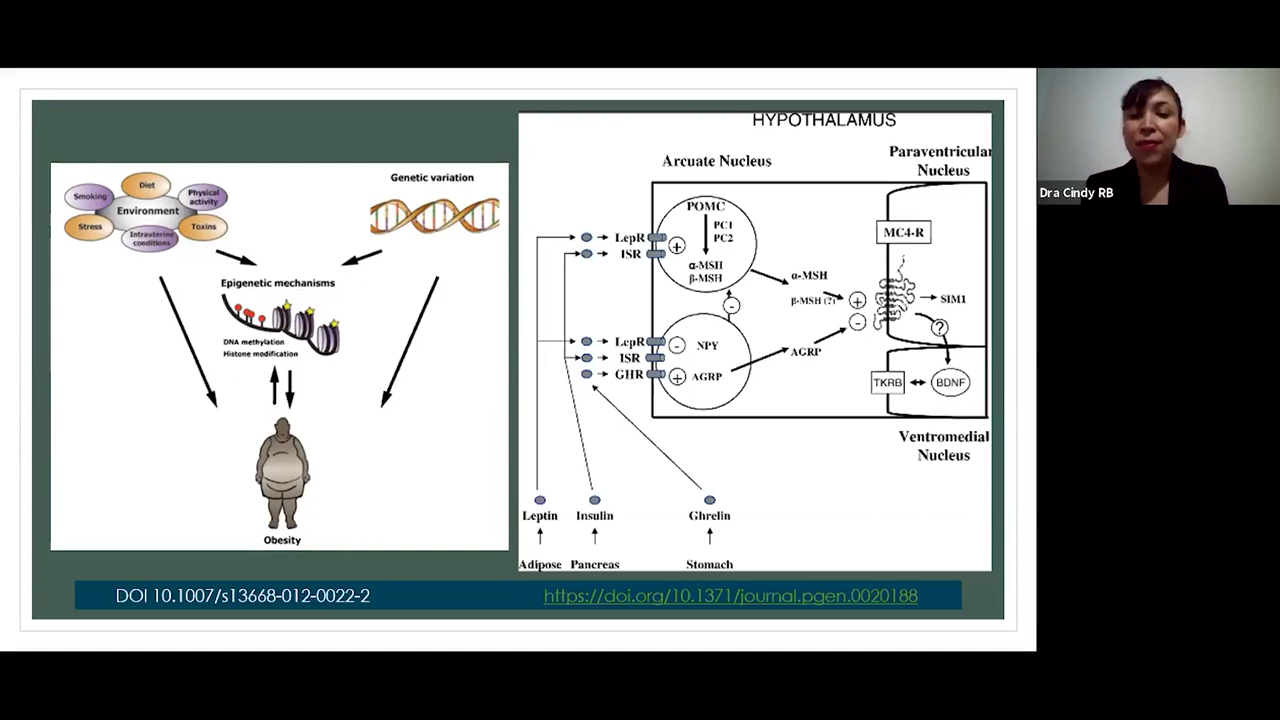 Diet
Smoking
Physical
activity
Environment
Stress
Toxins
Intrauterine
conditions
Genetic variation
Epigenetic mechanisms
DNA methylation
Histone modification
Obesity
HYPOTHALAMUS
Arcuate Nucleus
Paraventricular
Nucleus
POMC
PC1
PC2
α-MSH
β-MSH
LepR
ISR
+
-
LepR
ISR
GHR
-
NPY
+
AGRP
α-MSH
β-MSH (?)
AGRP
+
-
MC4-R
SIM1
?
TKRB
BDNF
Ventromedial
Nucleus
Leptin
Insulin
Ghrelin
Adipose
Pancreas
Stomach
DOI 10.1007/s13668-012-0022-2
https://doi.org/10.1371/journal.pgen.0020188
Dra Cindy RB